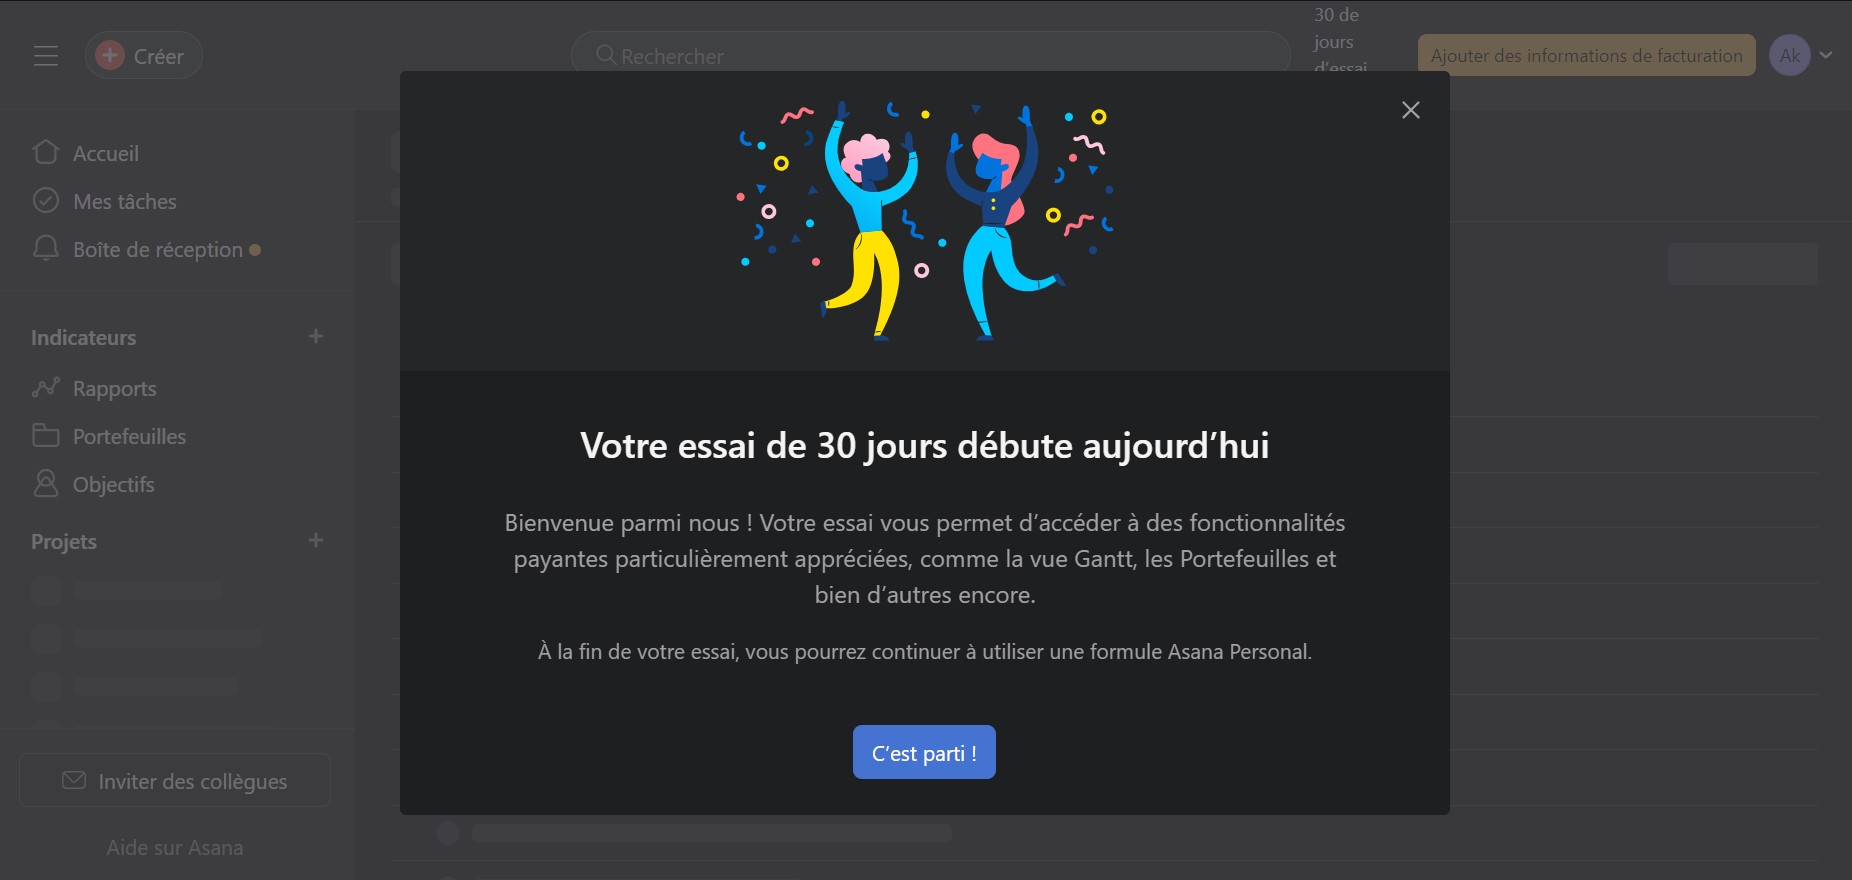 Créer
Rechercher
30 de
jours
d'essai
Ajouter des informations de facturation
Ak
Accueil
Mes tâches
Boîte de réception
Indicateurs
Rapports
Portefeuilles
Objectifs
Projets
Inviter des collègues
Aide sur Asana
Votre essai de 30 jours débute aujourd’hui
Bienvenue parmi nous ! Votre essai vous permet d’accéder à des fonctionnalités
payantes particulièrement appréciées, comme la vue Gantt, les Portefeuilles et
bien d’autres encore.
À la fin de votre essai, vous pourrez continuer à utiliser une formule Asana Personal.
C’est parti !